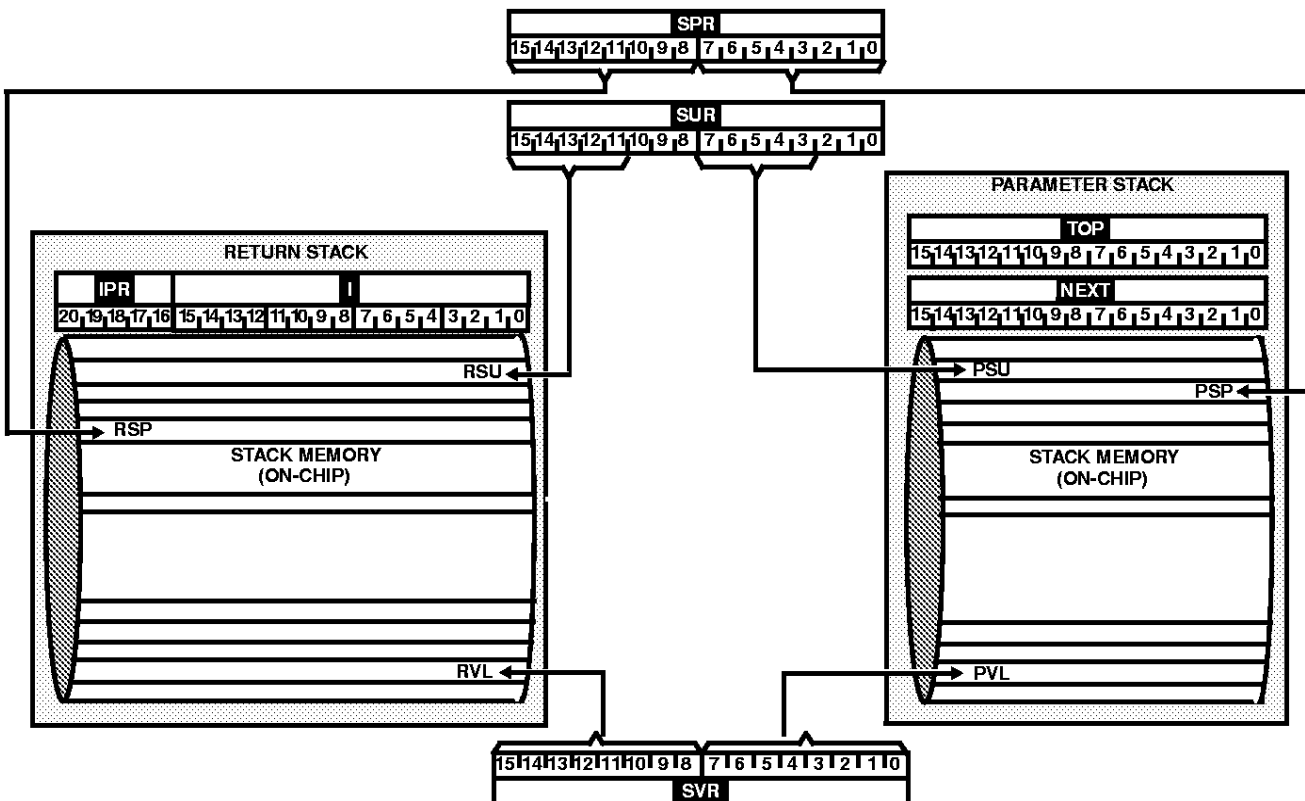 SPR
15 14 13 12 11 10 9 8 7 6 5 4 3 2 1 0
SUR
15 14 13 12 11 10 9 8 7 6 5 4 3 2 1 0
PARAMETER STACK
TOP
15 14 13 12 11 10 9 8 7 6 5 4 3 2 1 0
NEXT
15 14 13 12 11 10 9 8 7 6 5 4 3 2 1 0
PSU
PSP
STACK MEMORY
(ON-CHIP)
PVL
RETURN STACK
IPR I
20 19 18 17 16 15 14 13 12 11 10 9 8 7 6 5 4 3 2 1 0
RSU
RSP
STACK MEMORY
(ON-CHIP)
RVL
15 14 13 12 11 10 9 8 7 6 5 4 3 2 1 0
SVR